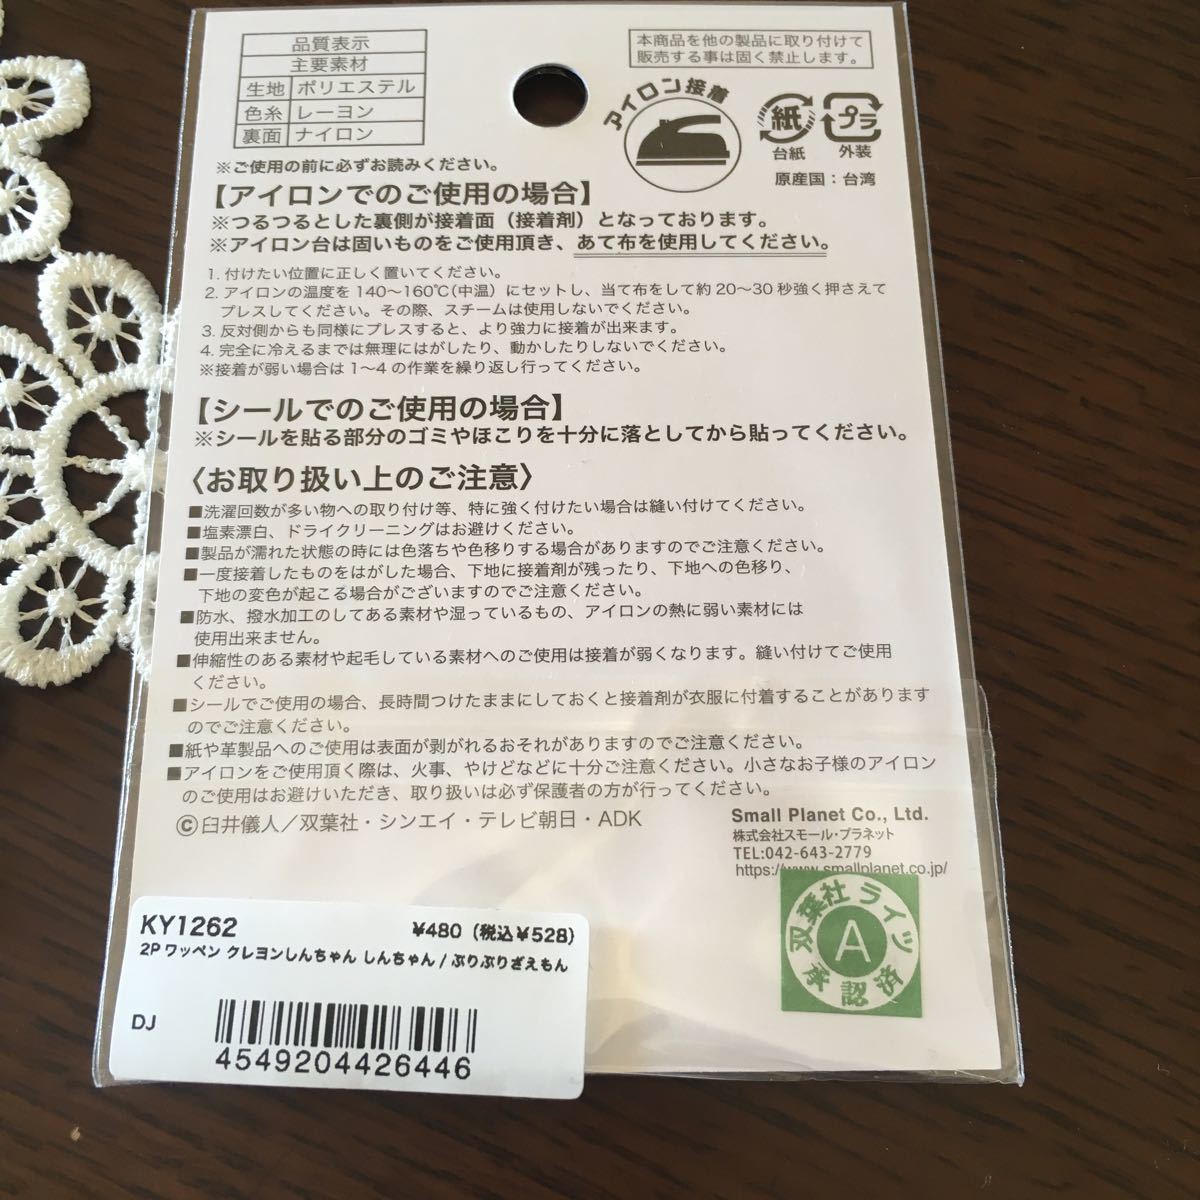 品質表示
主要素材
生地 ポリエステル
色糸 レーヨン
裏面 ナイロン
本商品を他の製品に取り付けて
販売する事は固く禁止します。
アイロン接着
紙 プラ
台紙 外装
原産国：台湾
※ご使用の前に必ずお読みください。
【アイロンでのご使用の場合】
※つるつるとした裏側が接着面（接着剤）となっております。
※アイロン台は固いものをご使用頂き、あて布を使用してください。
1. 付けたい位置に正しく置いてください。
2. アイロンの温度を 140〜160℃(中温）にセットし、当て布をして約 20〜30 秒強く押さえて
プレスしてください。その際、スチームは使用しないでください。
3. 反対側からも同様にプレスすると、より強力に接着が出来ます。
4. 完全に冷えるまでは無理にはがしたり、動かしたりしないでください。
※接着が弱い場合は 1〜4 の作業を繰り返し行ってください。
【シールでのご使用の場合】
※シールを貼る部分のゴミやほこりを十分に落としてから貼ってください。
〈お取り扱い上のご注意〉
■洗濯回数が多い物への取り付け等、特に強く付けたい場合は縫い付けてください。
■塩素漂白、ドライクリーニングはお避けください。
■製品が濡れた状態の時には色落ちや色移りする場合がありますのでご注意ください。
■一度接着したものをはがした場合、下地に接着剤が残ったり、下地への色移り、
下地の変色が起こる場合がございますのでご注意ください。
■防水、撥水加工のしてある素材や湿っているもの、アイロンの熱に弱い素材には
使用出来ません。
■伸縮性のある素材や起毛している素材へのご使用は接着が弱くなります。縫い付けてご使用
ください。
■シールでご使用の場合、長時間つけたままにしておくと接着剤が衣服に付着することがあります
のでご注意ください。
■紙や革製品へのご使用は表面が剥がれるおそれがありますのでご注意ください。
■アイロンをご使用頂く際は、火事、やけどなどに十分ご注意ください。小さなお子様のアイロン
のご使用はお避けいただき、取り扱いは必ず保護者の方が行ってください。
©臼井儀人／双葉社・シンエイ・テレビ朝日・ADK
Small Planet Co., Ltd.
株式会社スモール・プラネット
TEL:042-643-2779
https://www.smallplanet.co.jp/
双葉社ライツ
A
承認済
KY1262 ¥480（税込¥528）
2P ワッペン クレヨンしんちゃん しんちゃん / ぶりぶりざえもん
DJ
4549204426446